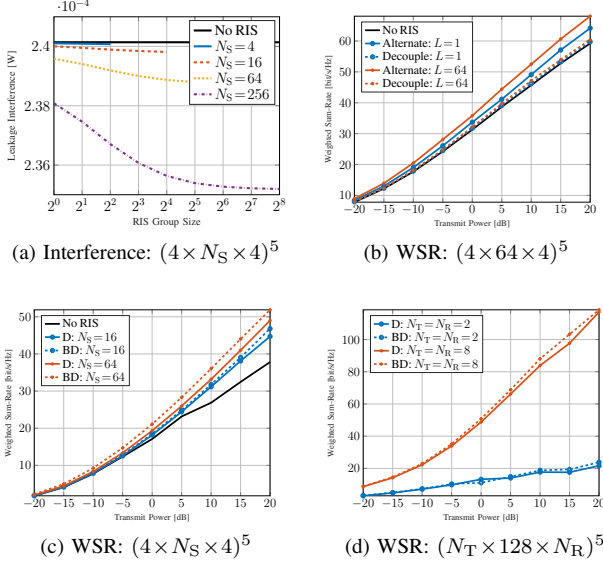 ·10⁻⁴
2.4
2.38
2.36
Leakage Interference [W]
No RIS
N_S = 4
N_S = 16
N_S = 64
N_S = 256
2⁰ 2¹ 2² 2³ 2⁴ 2⁵ 2⁶ 2⁷ 2⁸
RIS Group Size
(a) Interference: (4 × N_S × 4)⁵
60
50
40
30
20
10
Weighted Sum-Rate [bit/s/Hz]
No RIS
Alternate: L = 1
Decouple: L = 1
Alternate: L = 64
Decouple: L = 64
−20 −15 −10 −5 0 5 10 15 20
Transmit Power [dB]
(b) WSR: (4 × 64 × 4)⁵
50
40
30
20
10
Weighted Sum-Rate [bit/s/Hz]
No RIS
D: N_S = 16
BD: N_S = 16
D: N_S = 64
BD: N_S = 64
−20 −15 −10 −5 0 5 10 15 20
Transmit Power [dB]
(c) WSR: (4 × N_S × 4)⁵
100
80
60
40
20
Weighted Sum-Rate [bit/s/Hz]
D: N_T = N_R = 2
BD: N_T = N_R = 2
D: N_T = N_R = 8
BD: N_T = N_R = 8
−20 −15 −10 −5 0 5 10 15 20
Transmit Power [dB]
(d) WSR: (N_T × 128 × N_R)⁵